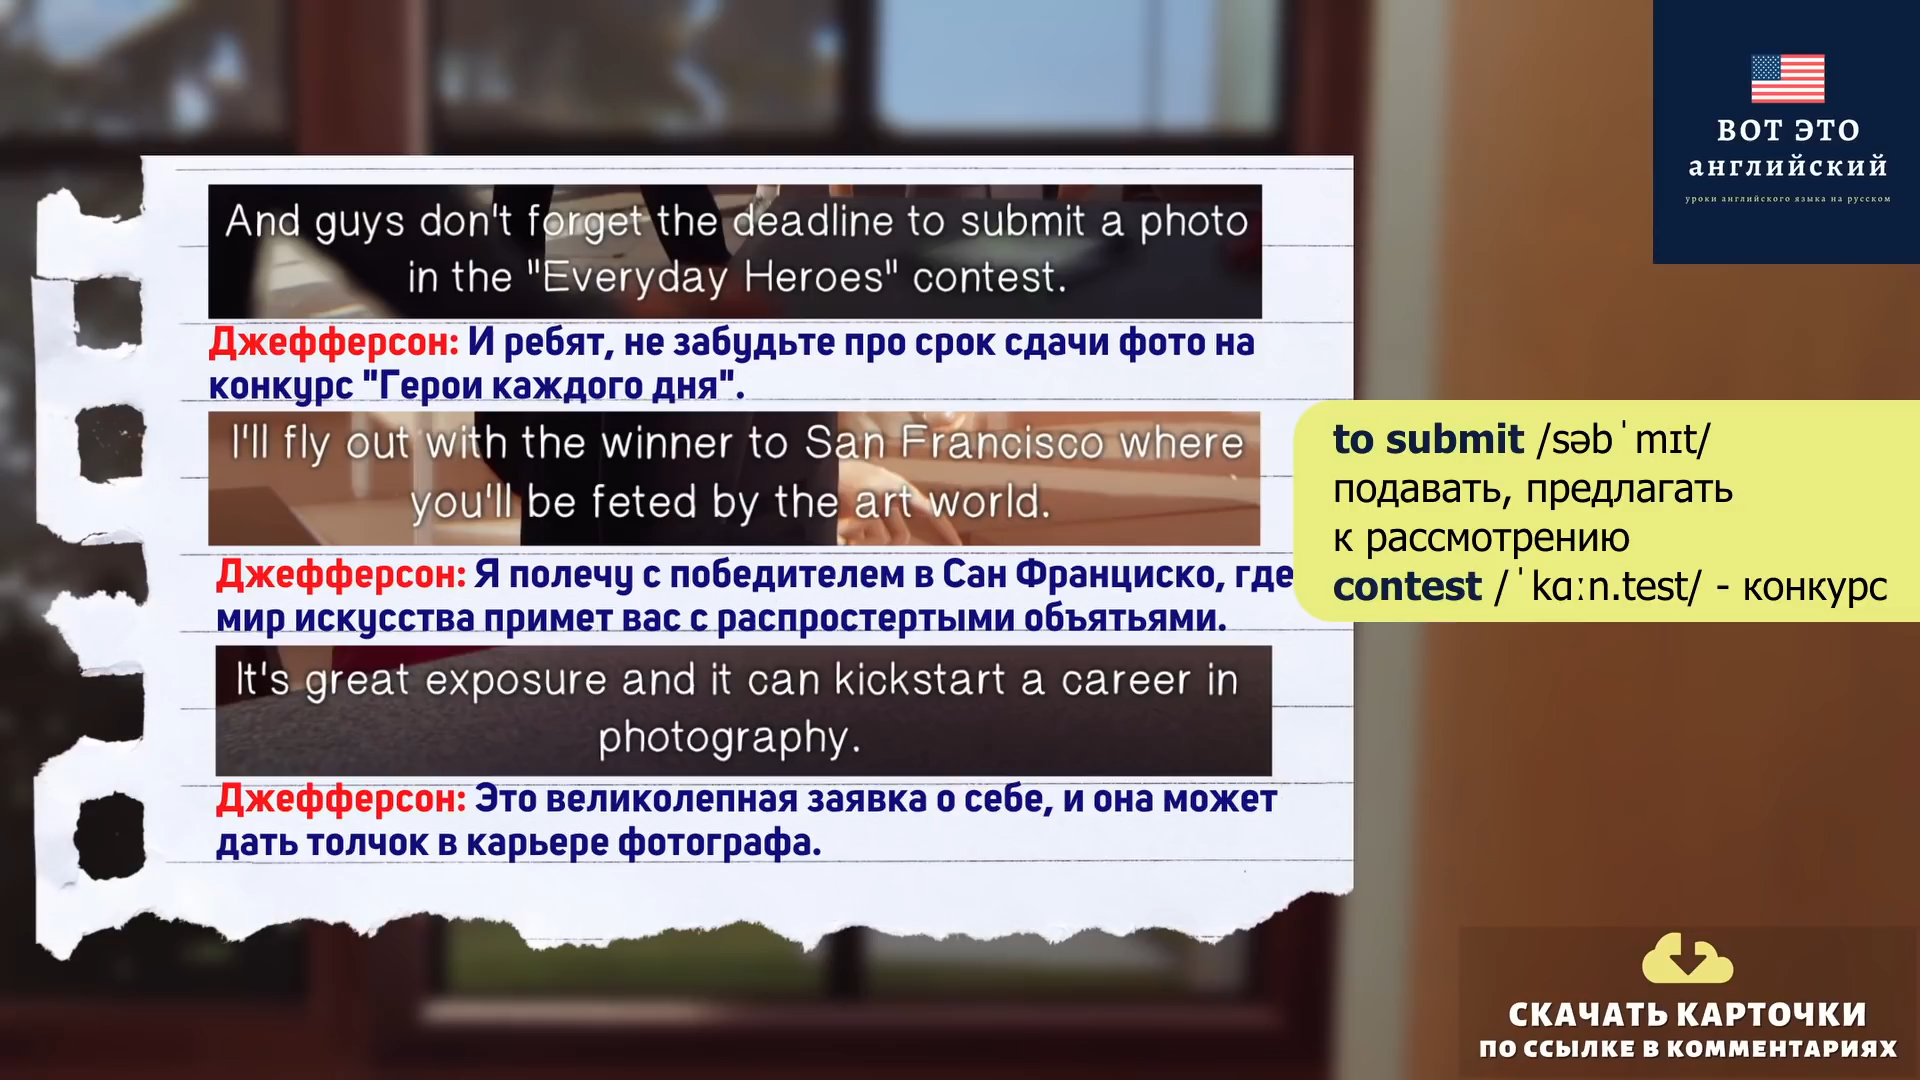 And guys don't forget the deadline to submit a photo
in the "Everyday Heroes" contest.
Джефферсон: И ребят, не забудьте про срок сдачи фото на
конкурс "Герои каждого дня".
I'll fly out with the winner to San Francisco where
you'll be feted by the art world.
Джефферсон: Я полечу с победителем в Сан Франциско, где
мир искусства примет вас с распростертыми объятьями.
It's great exposure and it can kickstart a career in
photography.
Джефферсон: Это великолепная заявка о себе, и она может
дать толчок в карьере фотографа.
ВОТ ЭТО
английский
уроки английского языка на русском
to submit /səbˈmɪt/
подавать, предлагать
к рассмотрению
contest /ˈkɑːn.test/ - конкурс
СКАЧАТЬ КАРТОЧКИ
ПО ССЫЛКЕ В КОММЕНТАРИЯХ